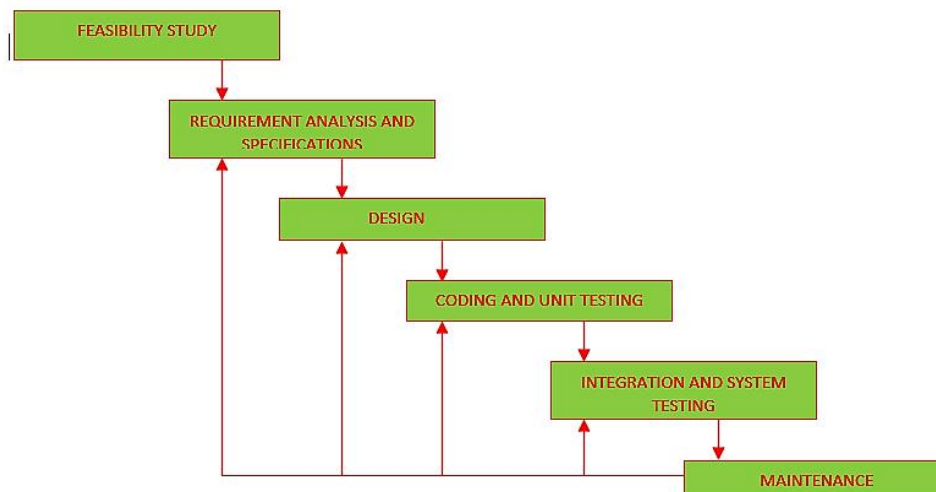 FEASIBILITY STUDY
REQUIREMENT ANALYSIS AND
SPECIFICATIONS
DESIGN
CODING AND UNIT TESTING
INTEGRATION AND SYSTEM
TESTING
MAINTENANCE